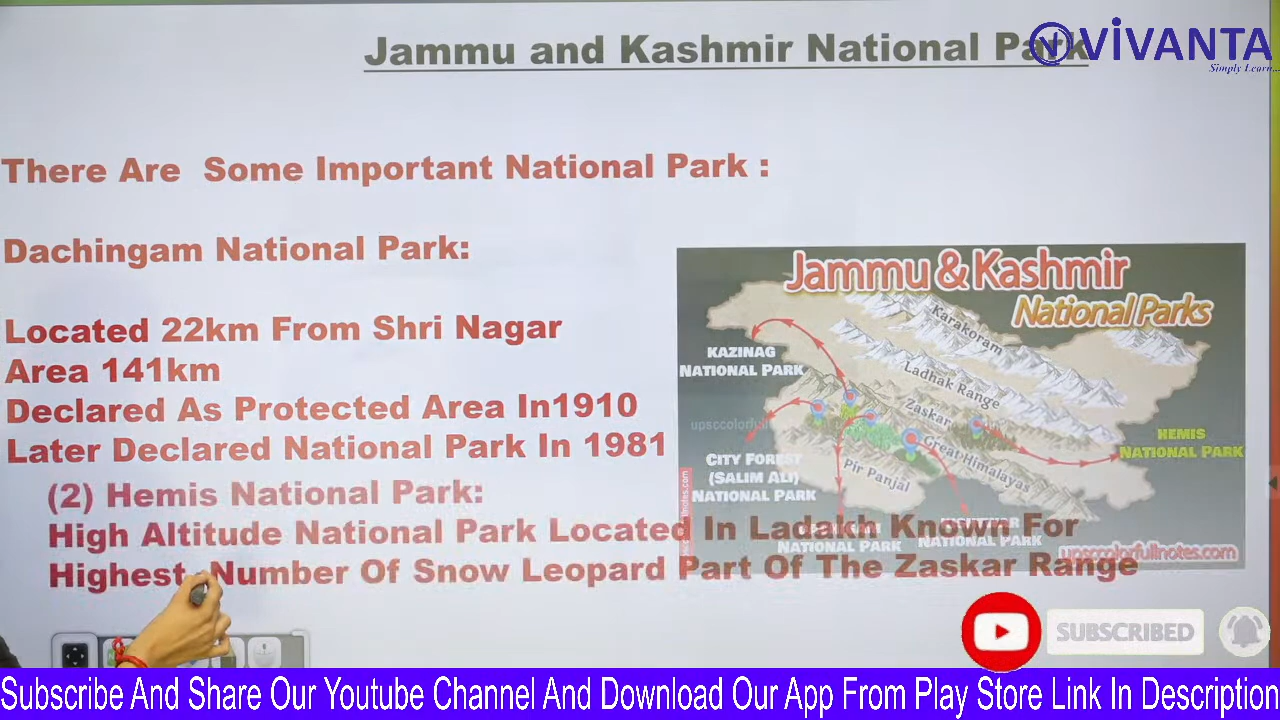 Jammu and Kashmir National Park
VİVANTA
Simply Learn...
There Are Some Important National Park :
Dachingam National Park:
Located 22km From Shri Nagar
Area 141km
Declared As Protected Area In1910
Later Declared National Park In 1981
(2) Hemis National Park:
High Altitude National Park Located In Ladakh Known For
Highest Number Of Snow Leopard Part Of The Zaskar Range
Jammu & Kashmir
National Parks
Karakoram
KAZINAG
NATIONAL PARK
Ladhak Range
Zaskar
upsccolorful
Great Himalayas
HEMIS
NATIONAL PARK
CITY FOREST
(SALIM ALI)
NATIONAL PARK
Pir Panjal
NATIONAL PARK
NATIONAL PARK
upsccolorfullnotes.com
SUBSCRIBED
Subscribe And Share Our Youtube Channel And Download Our App From Play Store Link In Description